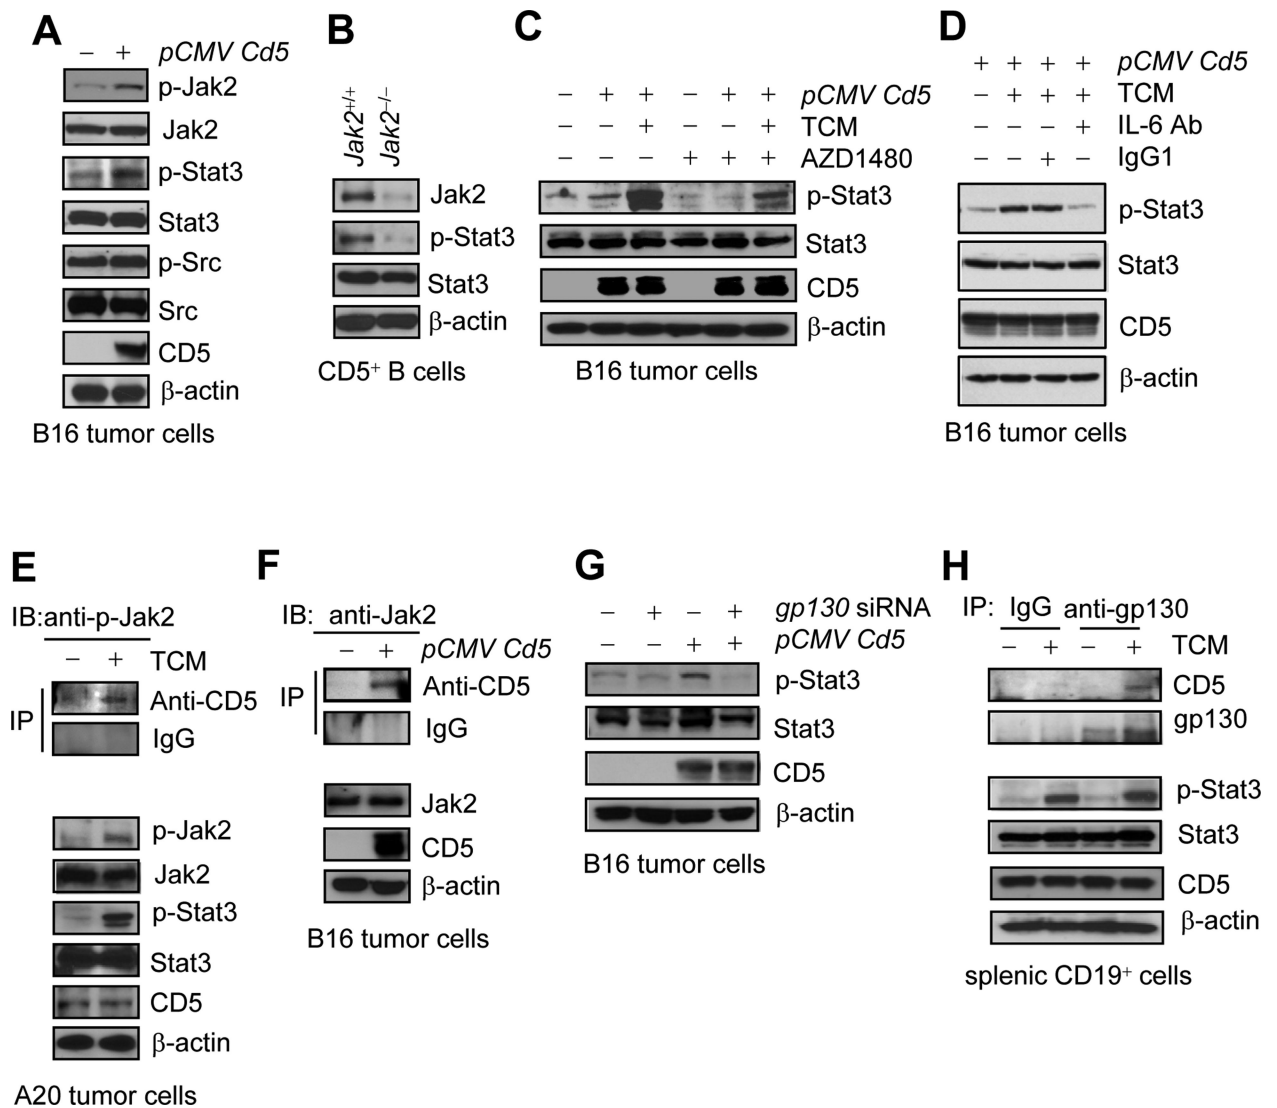 A
− + pCMV Cd5
p-Jak2
Jak2
p-Stat3
Stat3
p-Src
Src
CD5
β-actin
B16 tumor cells
B
Jak2+/+
Jak2−/−
Jak2
p-Stat3
Stat3
β-actin
CD5+ B cells
C
− + + − + + pCMV Cd5
− − + − − + TCM
− − − + + + AZD1480
p-Stat3
Stat3
CD5
β-actin
B16 tumor cells
D
+ + + + pCMV Cd5
− + + + TCM
− − − + IL-6 Ab
− − + − IgG1
p-Stat3
Stat3
CD5
β-actin
B16 tumor cells
E
IB:anti-p-Jak2
− + TCM
IP
Anti-CD5
IgG
p-Jak2
Jak2
p-Stat3
Stat3
CD5
β-actin
A20 tumor cells
F
IB: anti-Jak2
− + pCMV Cd5
IP
Anti-CD5
IgG
Jak2
CD5
β-actin
B16 tumor cells
G
− + − + gp130 siRNA
− − + + pCMV Cd5
p-Stat3
Stat3
CD5
β-actin
B16 tumor cells
H
IP: IgG anti-gp130
− + − + TCM
CD5
gp130
p-Stat3
Stat3
CD5
β-actin
splenic CD19+ cells